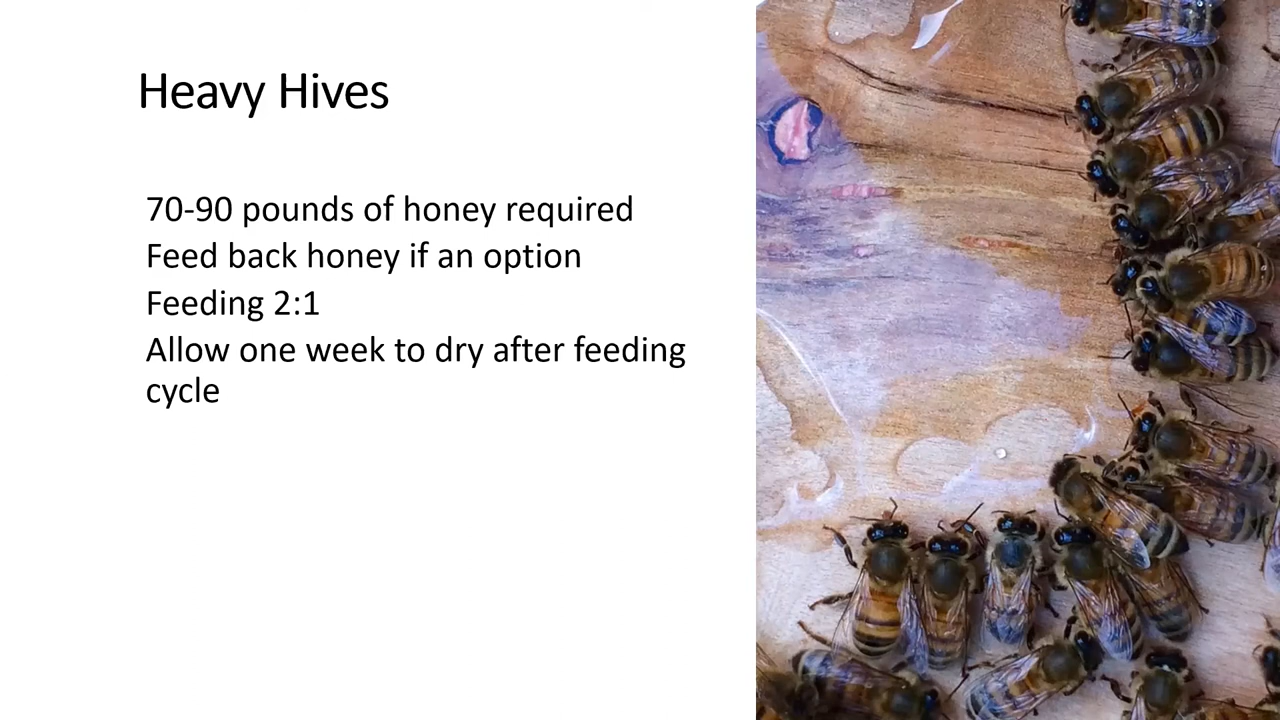 Heavy Hives
70-90 pounds of honey required
Feed back honey if an option
Feeding 2:1
Allow one week to dry after feeding
cycle